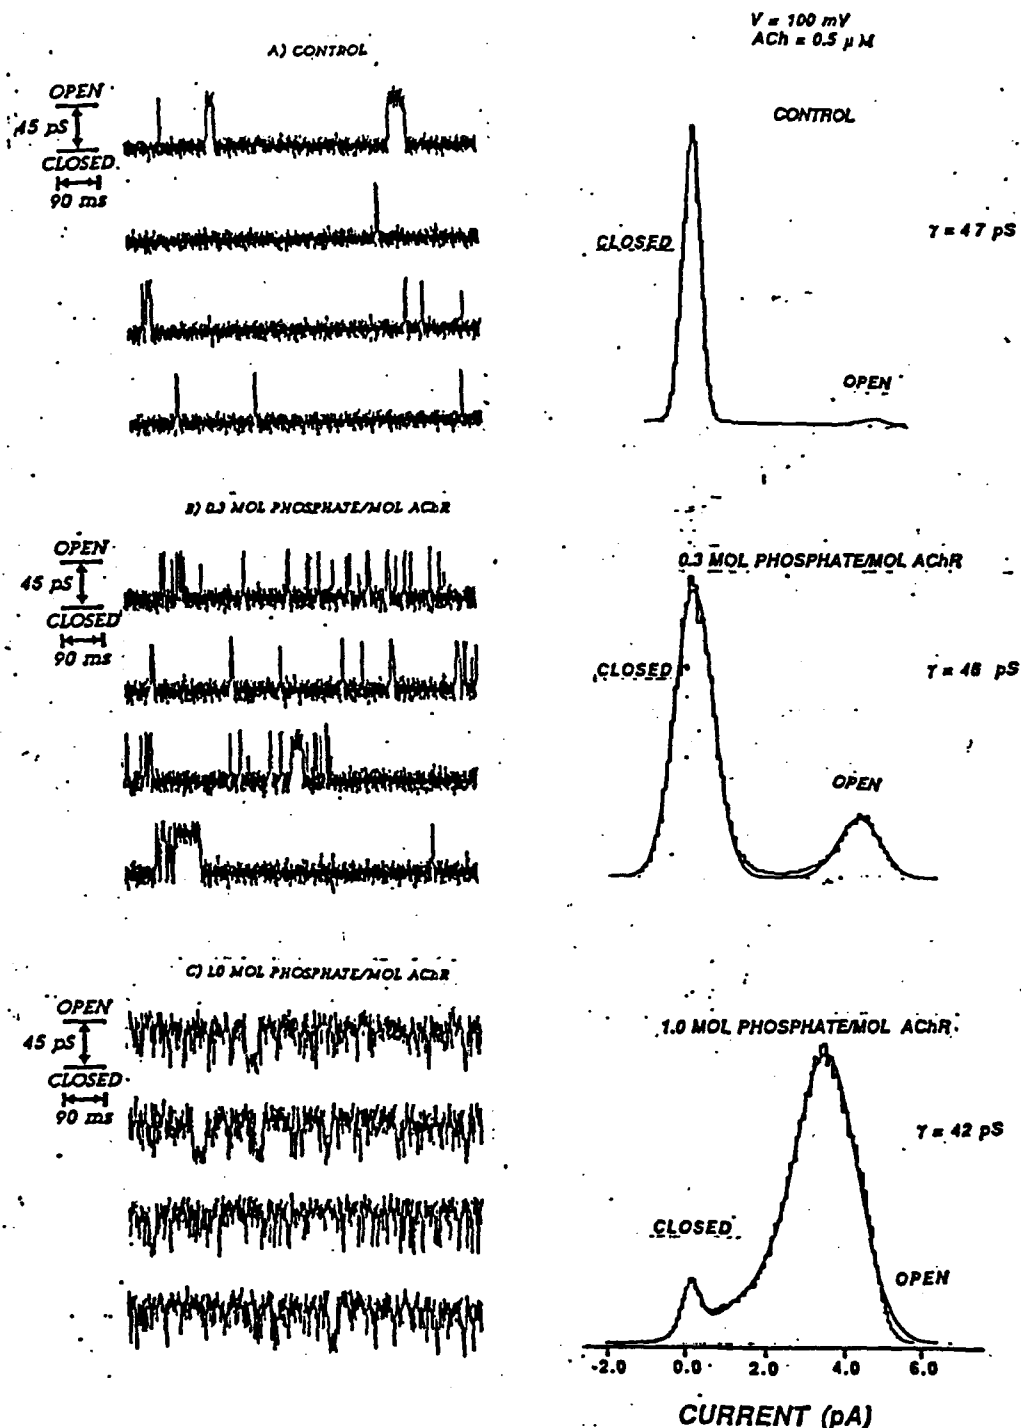 V = 100 mV
ACh = 0.5 μM
A) CONTROL
OPEN
45 pS
CLOSED
90 ms
CONTROL
CLOSED
γ = 47 pS
OPEN
B) 0.3 MOL PHOSPHATE/MOL AChR
OPEN
45 pS
CLOSED
90 ms
0.3 MOL PHOSPHATE/MOL AChR
CLOSED
γ = 46 pS
OPEN
C) 1.0 MOL PHOSPHATE/MOL AChR
OPEN
45 pS
CLOSED
90 ms
1.0 MOL PHOSPHATE/MOL AChR
γ = 42 pS
CLOSED
OPEN
-2.0 0.0 2.0 4.0 6.0
CURRENT (pA)